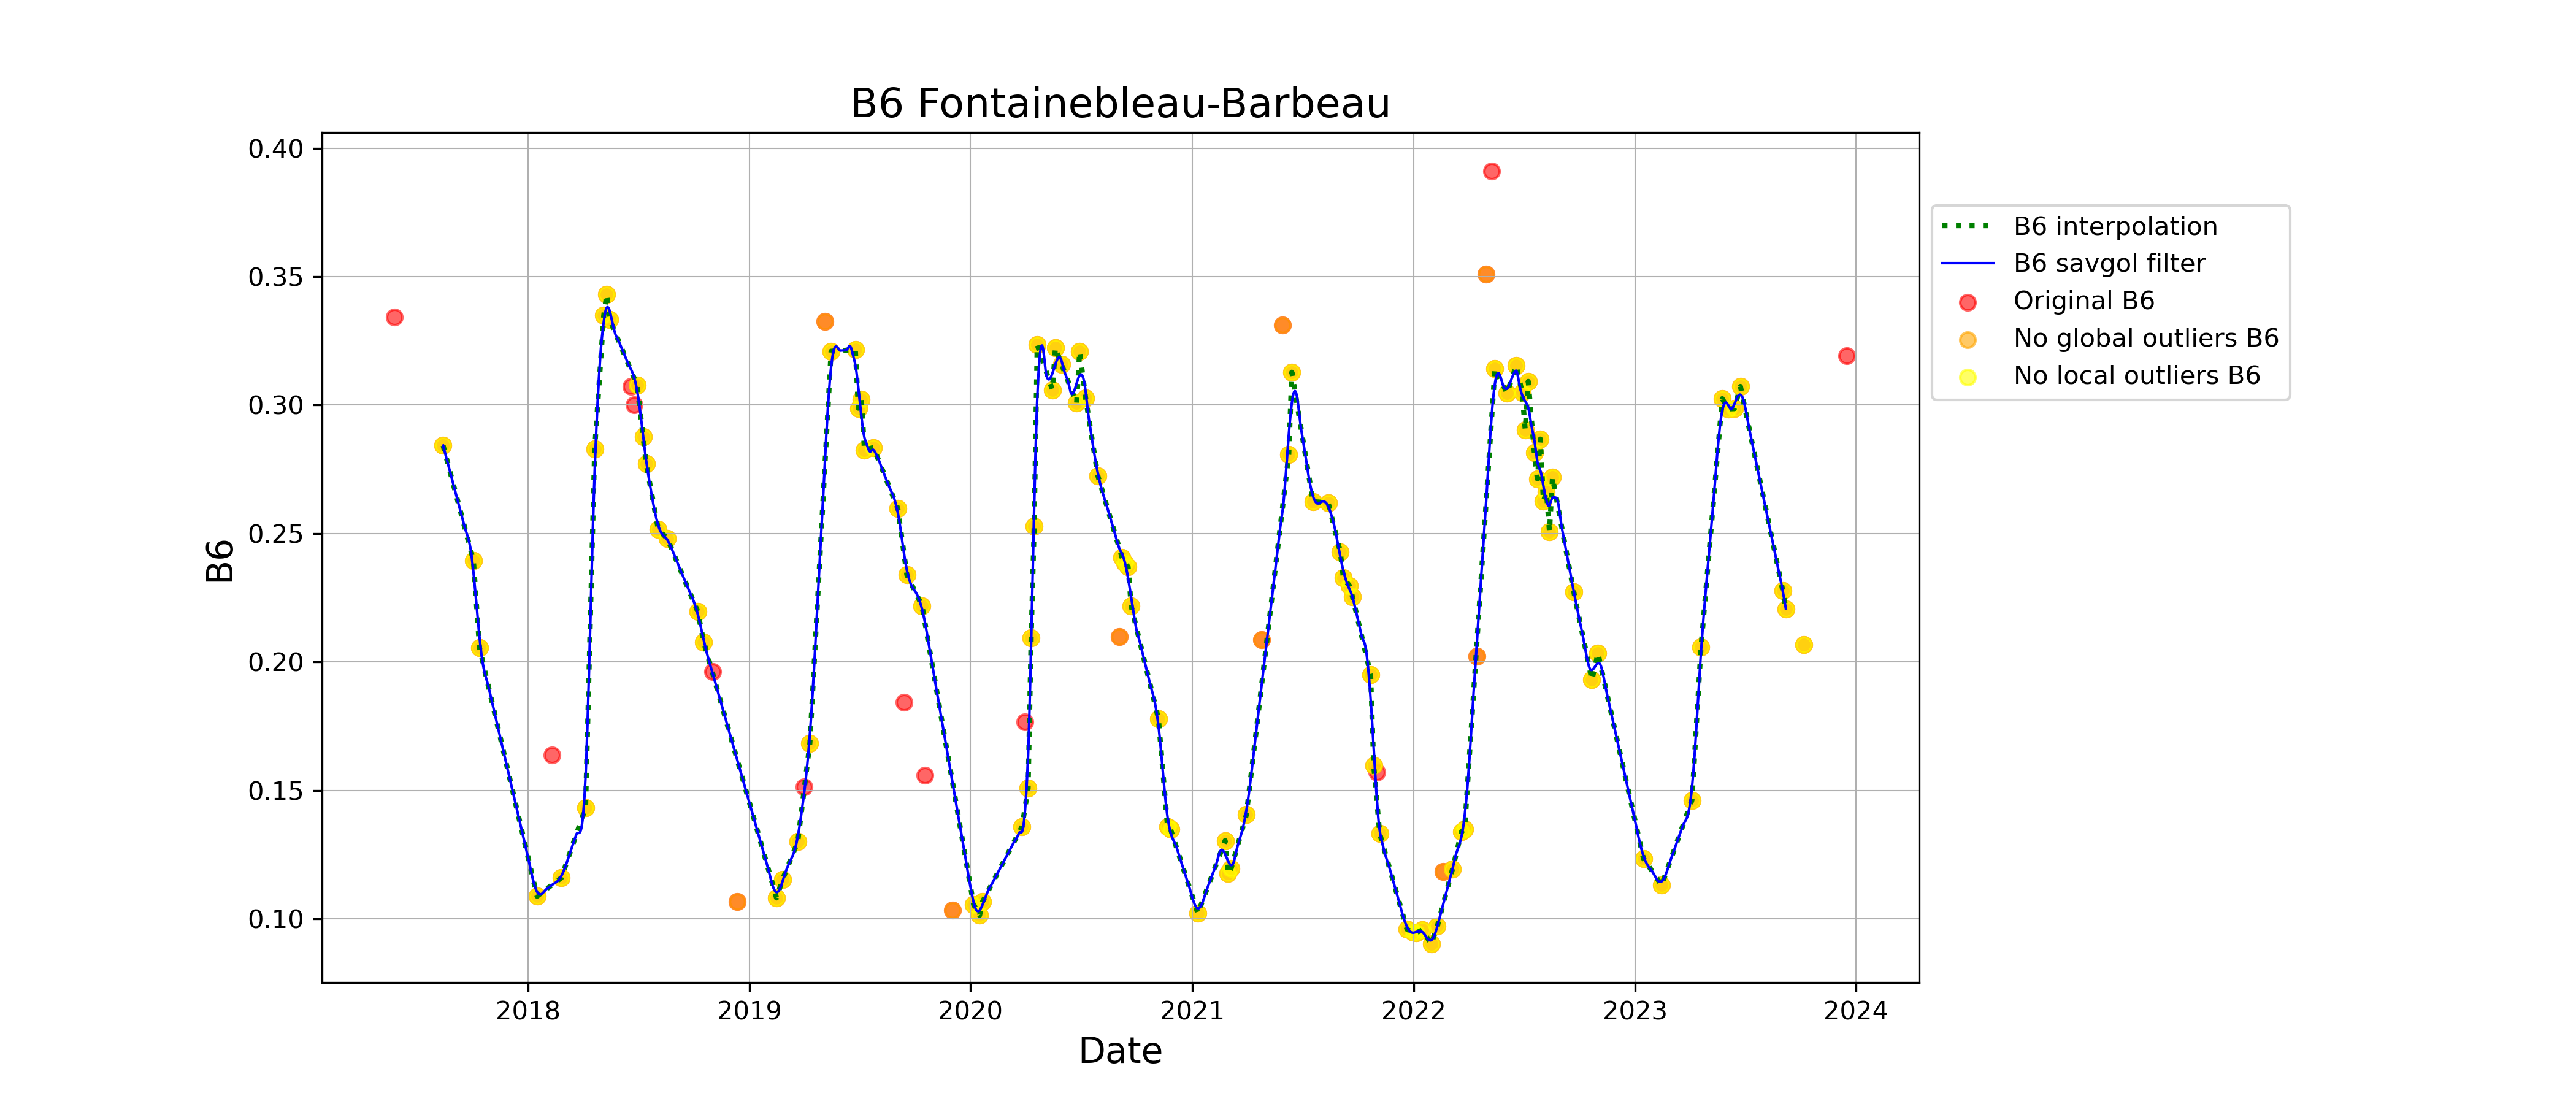 B6 Fontainebleau-Barbeau
0.40
0.35
0.30
0.25
0.20
0.15
0.10
B6
2018 2019 2020 2021 2022 2023 2024
Date
B6 interpolation
B6 savgol filter
Original B6
No global outliers B6
No local outliers B6